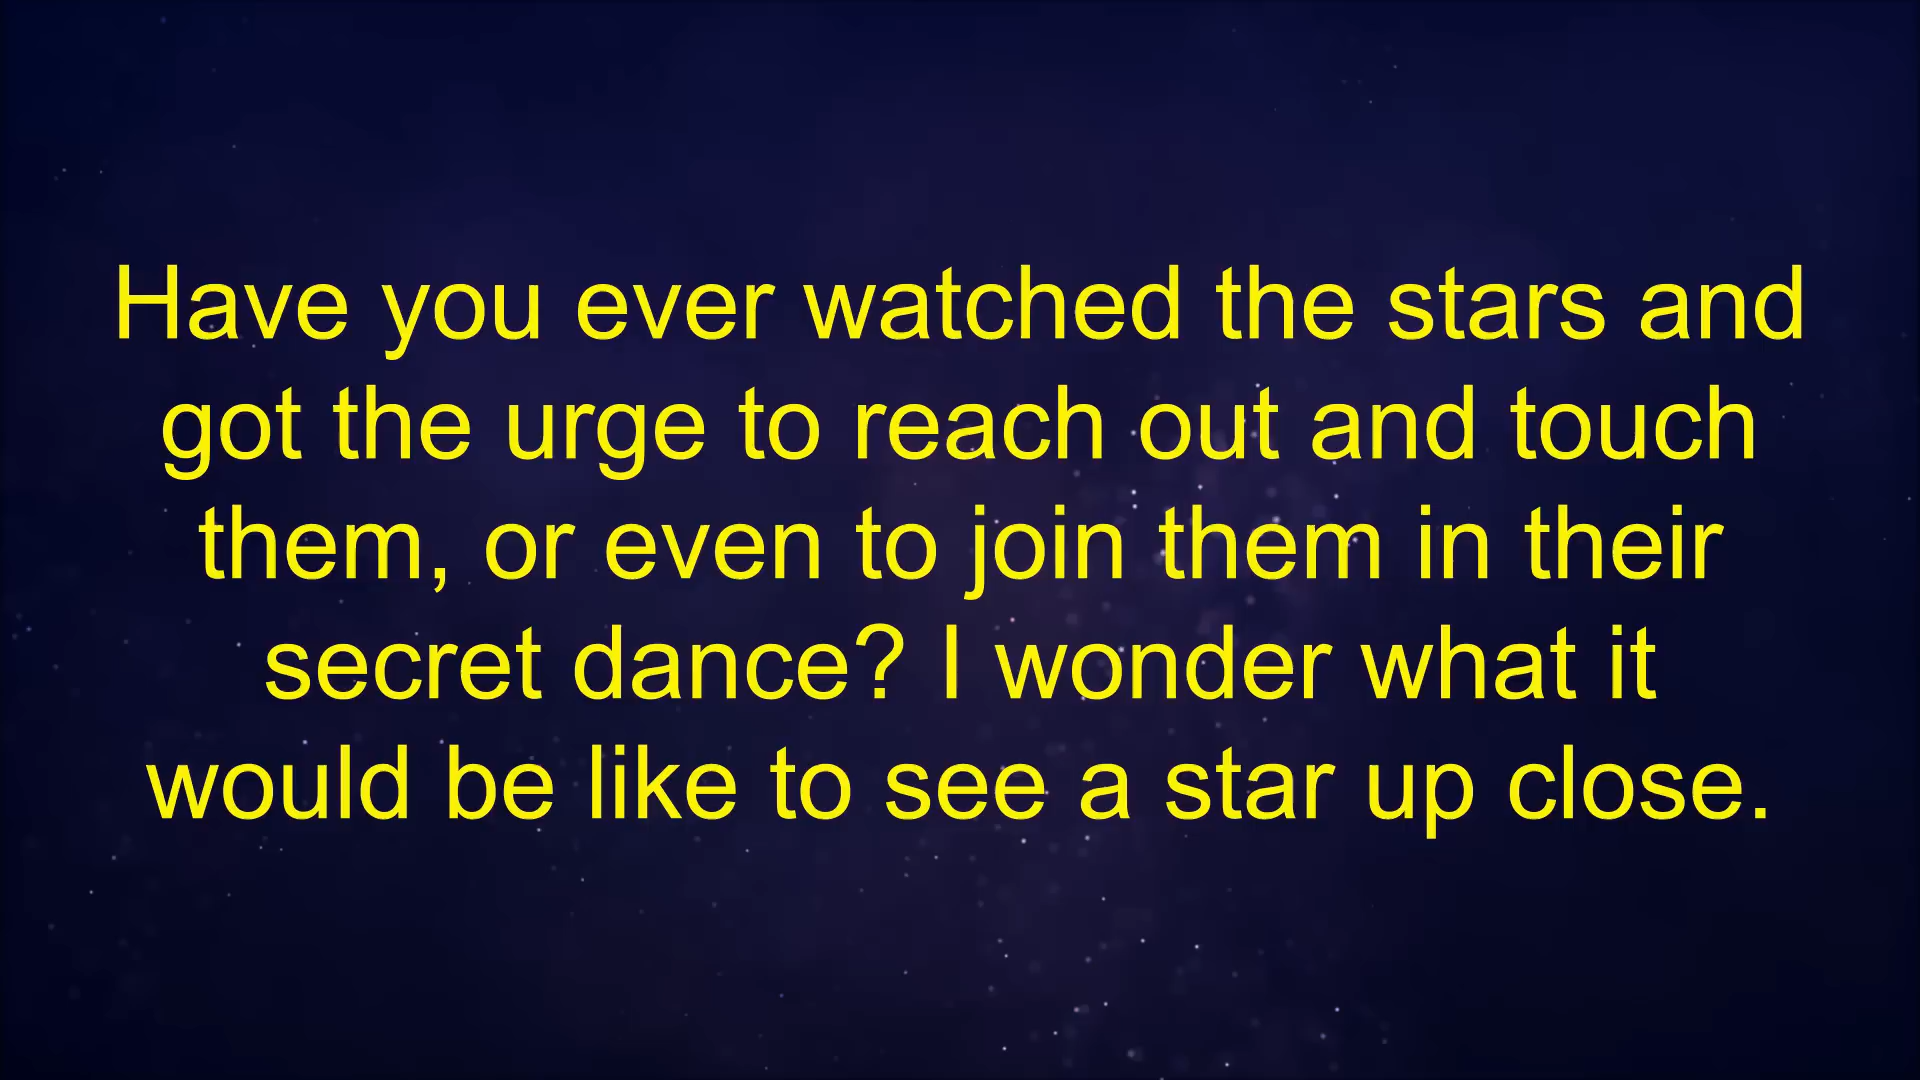 Have you ever watched the stars and
got the urge to reach out and touch
them, or even to join them in their
secret dance? I wonder what it
would be like to see a star up close.